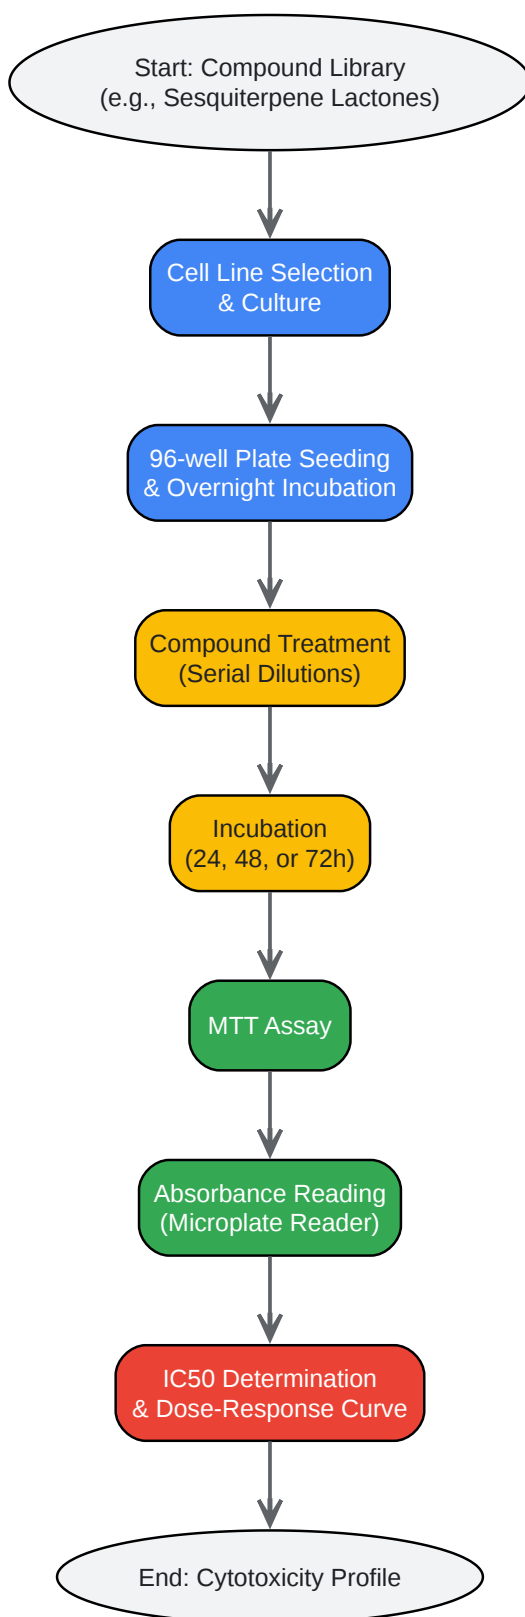 Start: Compound Library
(e.g., Sesquiterpene Lactones)
Cell Line Selection
& Culture
96-well Plate Seeding
& Overnight Incubation
Compound Treatment
(Serial Dilutions)
Incubation
(24, 48, or 72h)
MTT Assay
Absorbance Reading
(Microplate Reader)
IC50 Determination
& Dose-Response Curve
End: Cytotoxicity Profile